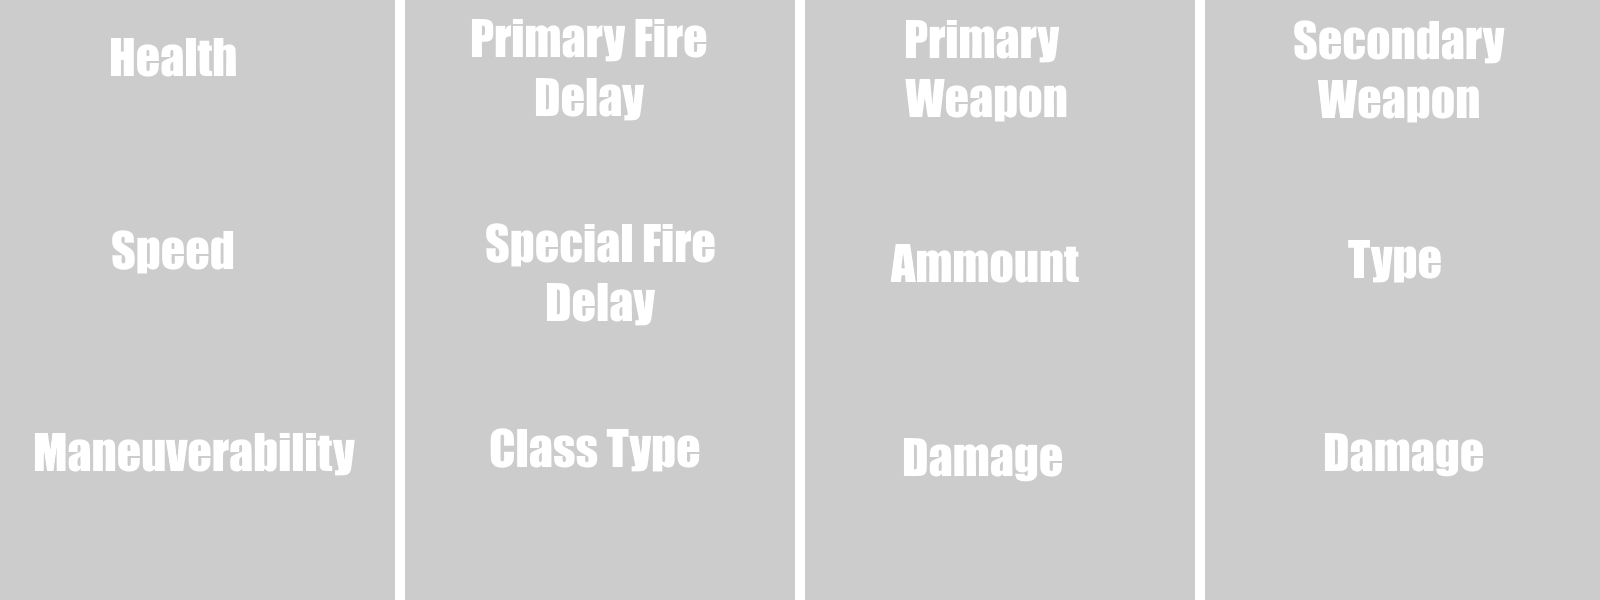 Health
Speed
Maneuverability
Primary Fire
Delay
Special Fire
Delay
Class Type
Primary
Weapon
Ammount
Damage
Secondary
Weapon
Type
Damage